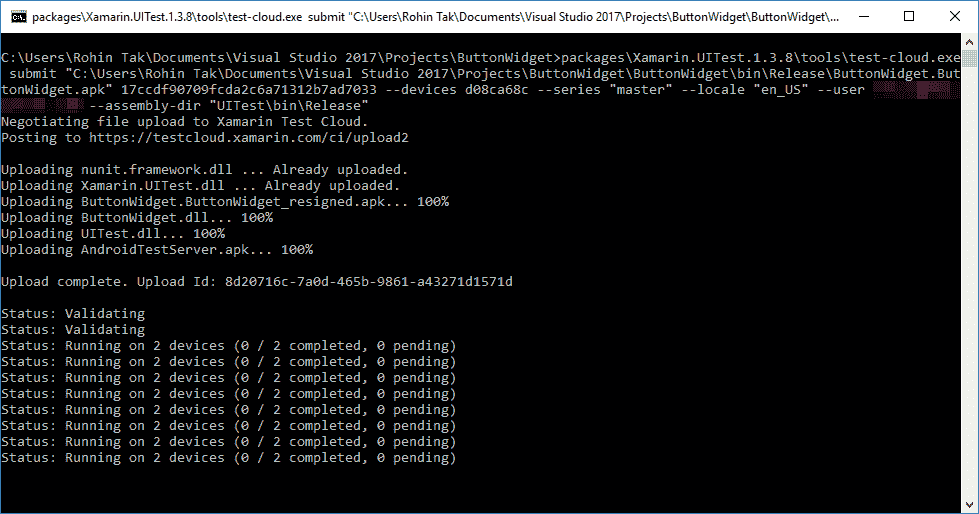 packages\Xamarin.UITest.1.3.8\tools\test-cloud.exe submit "C:\Users\Rohin Tak\Documents\Visual Studio 2017\Projects\ButtonWidget\ButtonWidget\...
C:\Users\Rohin Tak\Documents\Visual Studio 2017\Projects\ButtonWidget>packages\Xamarin.UITest.1.3.8\tools\test-cloud.exe
submit "C:\Users\Rohin Tak\Documents\Visual Studio 2017\Projects\ButtonWidget\ButtonWidget\bin\Release\ButtonWidget.But
tonWidget.apk" 17ccdf90709fcda2c6a71312b7ad7033 --devices d08ca68c --series "master" --locale "en_US" --user
--assembly-dir "UITest\bin\Release"
Negotiating file upload to Xamarin Test Cloud.
Posting to https://testcloud.xamarin.com/ci/upload2
Uploading nunit.framework.dll ... Already uploaded.
Uploading Xamarin.UITest.dll ... Already uploaded.
Uploading ButtonWidget.ButtonWidget_resigned.apk... 100%
Uploading ButtonWidget.dll... 100%
Uploading UITest.dll... 100%
Uploading AndroidTestServer.apk... 100%
Upload complete. Upload Id: 8d20716c-7a0d-465b-9861-a43271d1571d
Status: Validating
Status: Validating
Status: Running on 2 devices (0 / 2 completed, 0 pending)
Status: Running on 2 devices (0 / 2 completed, 0 pending)
Status: Running on 2 devices (0 / 2 completed, 0 pending)
Status: Running on 2 devices (0 / 2 completed, 0 pending)
Status: Running on 2 devices (0 / 2 completed, 0 pending)
Status: Running on 2 devices (0 / 2 completed, 0 pending)
Status: Running on 2 devices (0 / 2 completed, 0 pending)
Status: Running on 2 devices (0 / 2 completed, 0 pending)